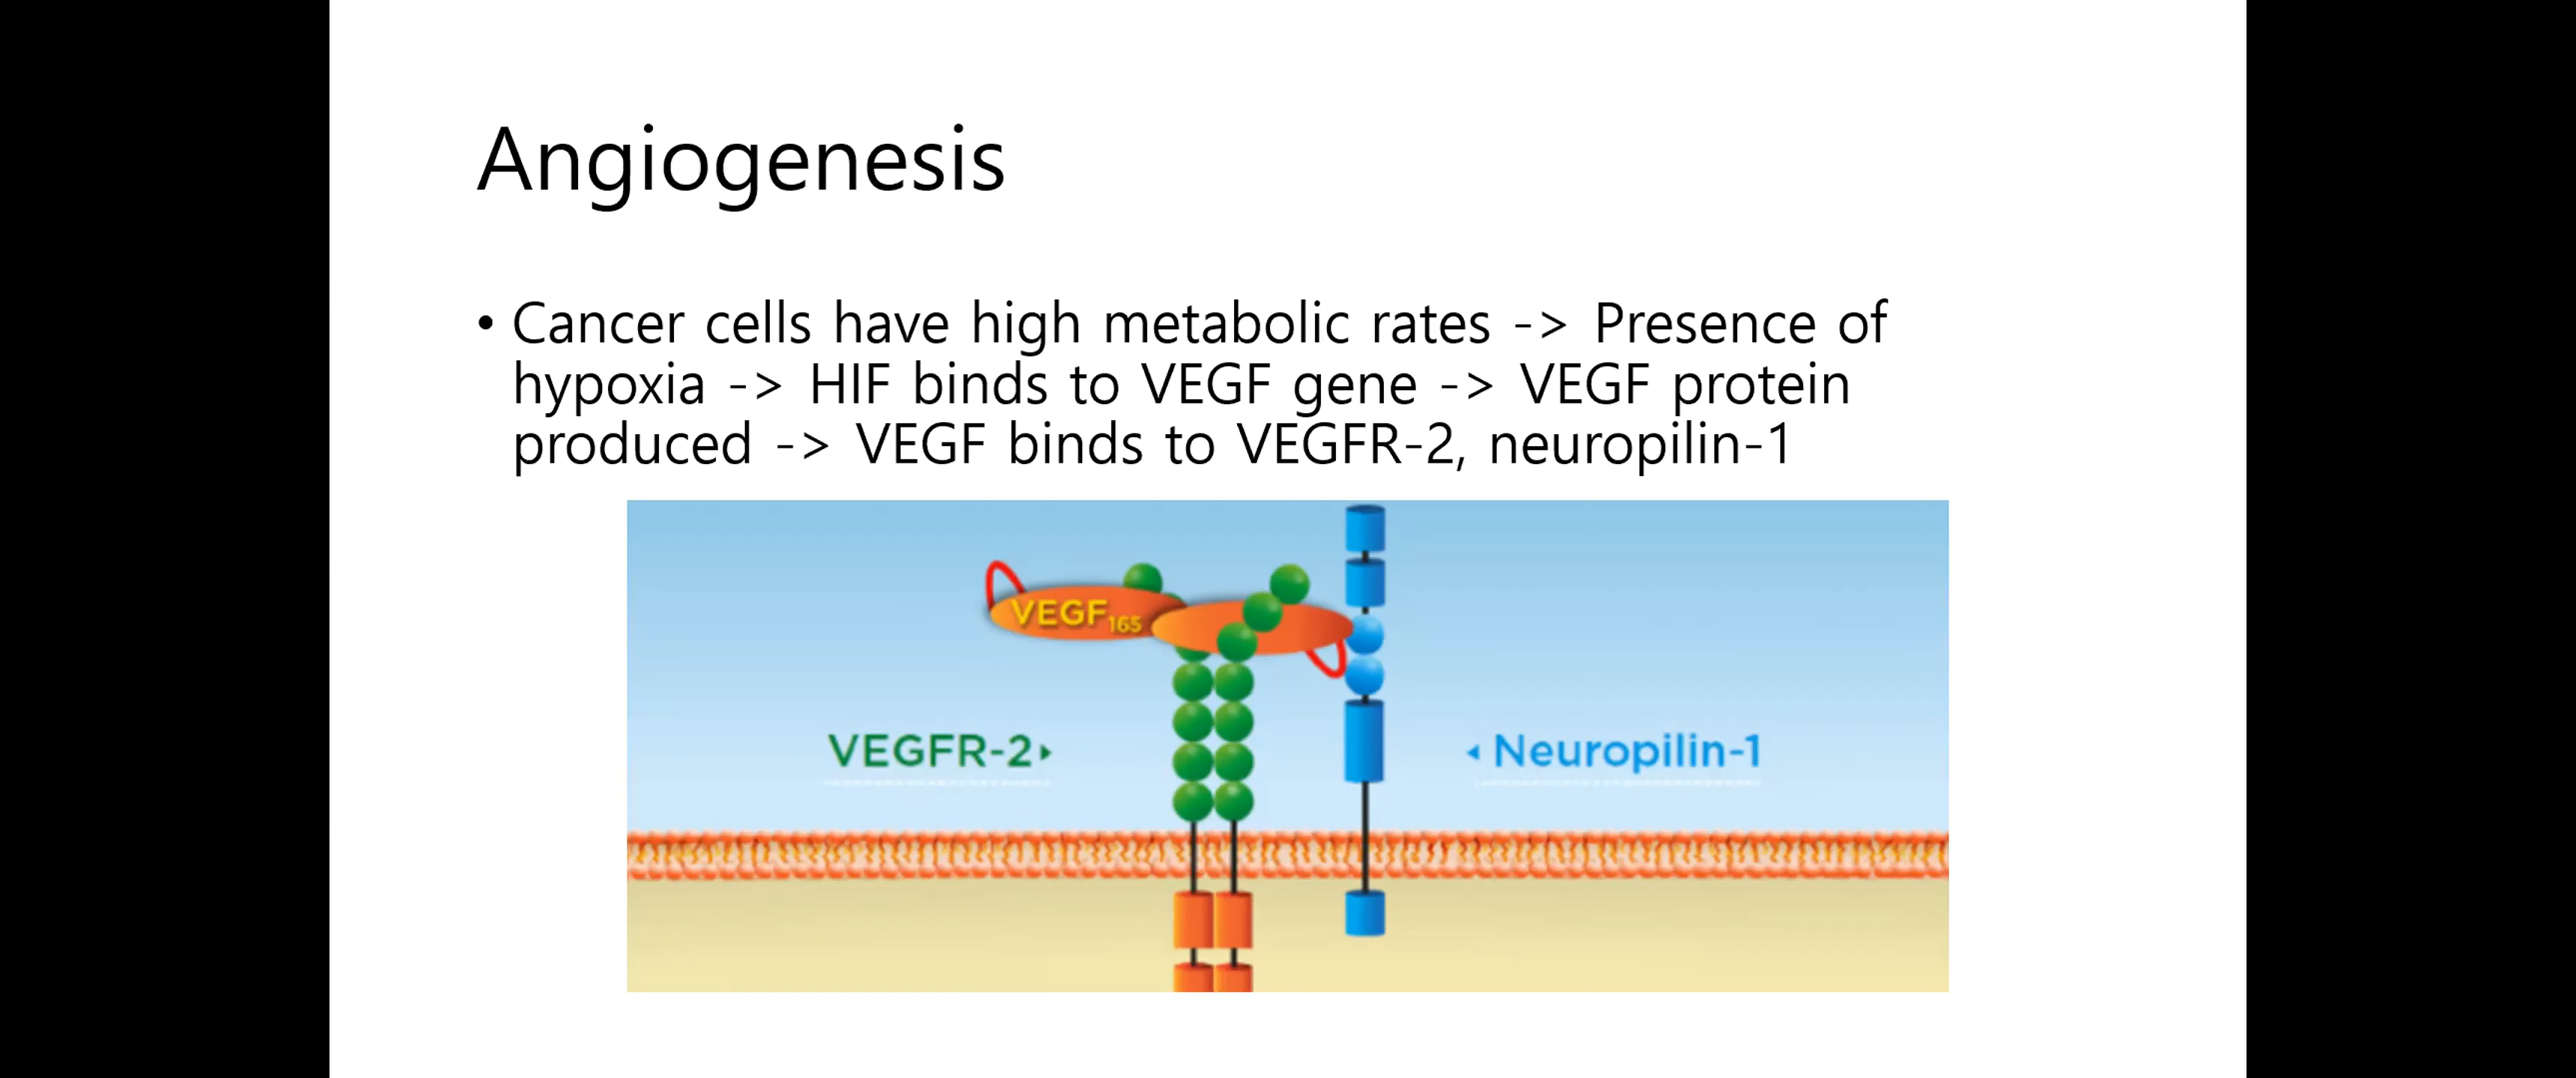 Angiogenesis
• Cancer cells have high metabolic rates -> Presence of
hypoxia -> HIF binds to VEGF gene -> VEGF protein
produced -> VEGF binds to VEGFR-2, neuropilin-1
VEGF165
VEGFR-2
Neuropilin-1